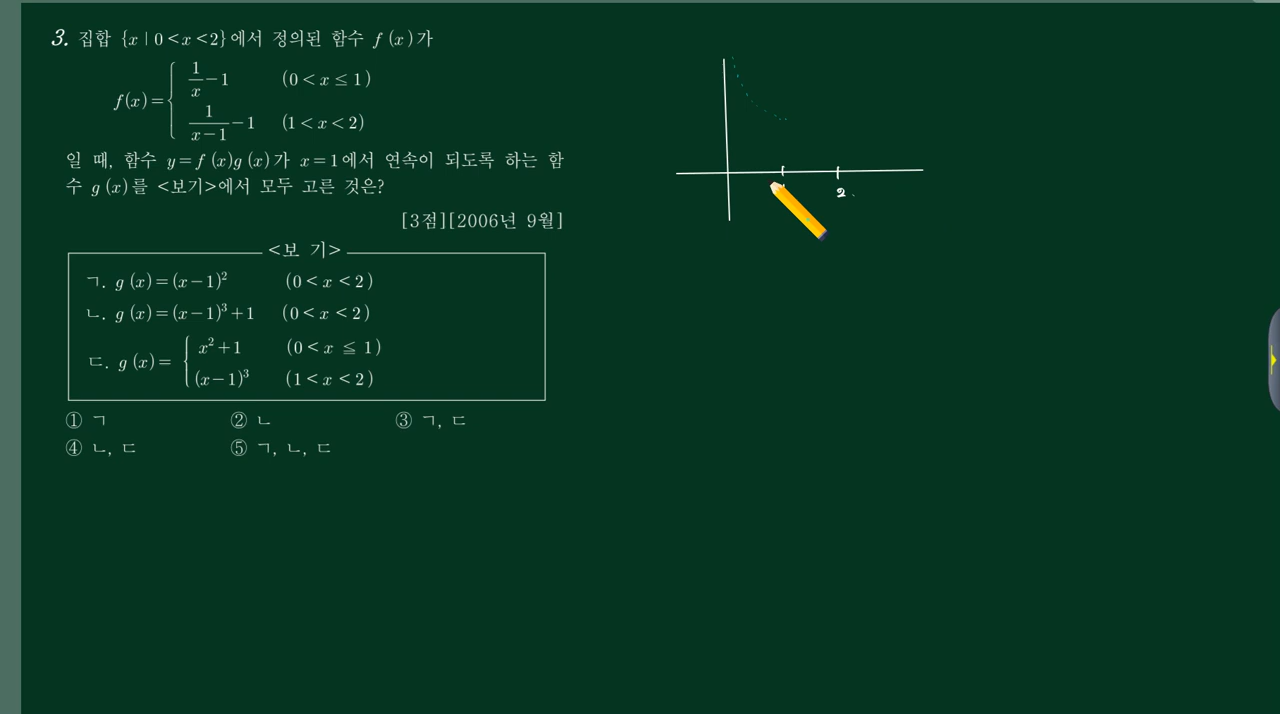 3. 집합 {x | 0<x<2}에서 정의된 함수 f(x)가
f(x)={ 1/x -1 (0<x≤1)
1/(x-1) -1 (1<x<2)
일 때, 함수 y=f(x)g(x)가 x=1에서 연속이 되도록 하는 함
수 g(x)를 <보기>에서 모두 고른 것은?
[3점][2006년 9월]
<보 기>
ㄱ. g(x)=(x-1)² (0<x<2)
ㄴ. g(x)=(x-1)³+1 (0<x<2)
ㄷ. g(x)={ x²+1 (0<x≦1)
(x-1)³ (1<x<2)
① ㄱ ② ㄴ ③ ㄱ, ㄷ
④ ㄴ, ㄷ ⑤ ㄱ, ㄴ, ㄷ
2